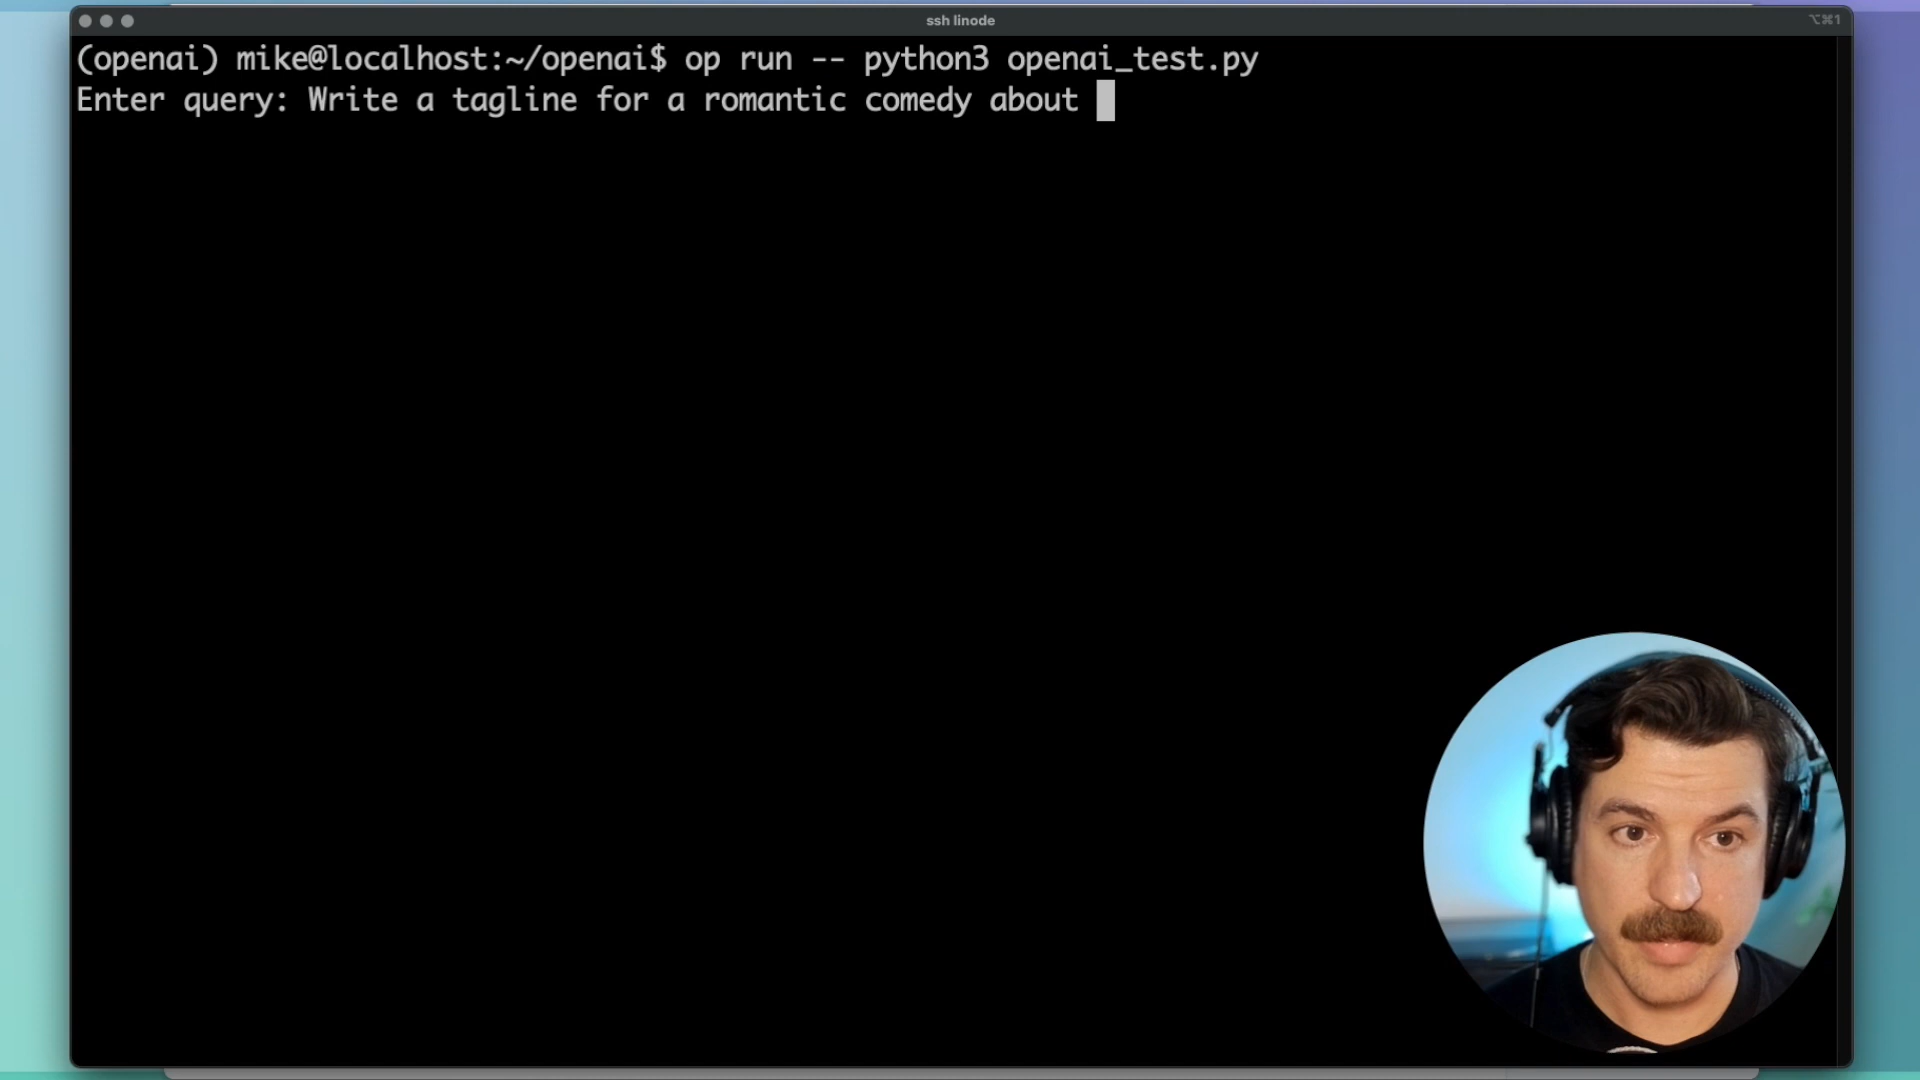 ssh linode
⌥⌘1
(openai) mike@localhost:~/openai$ op run -- python3 openai_test.py
Enter query: Write a tagline for a romantic comedy about